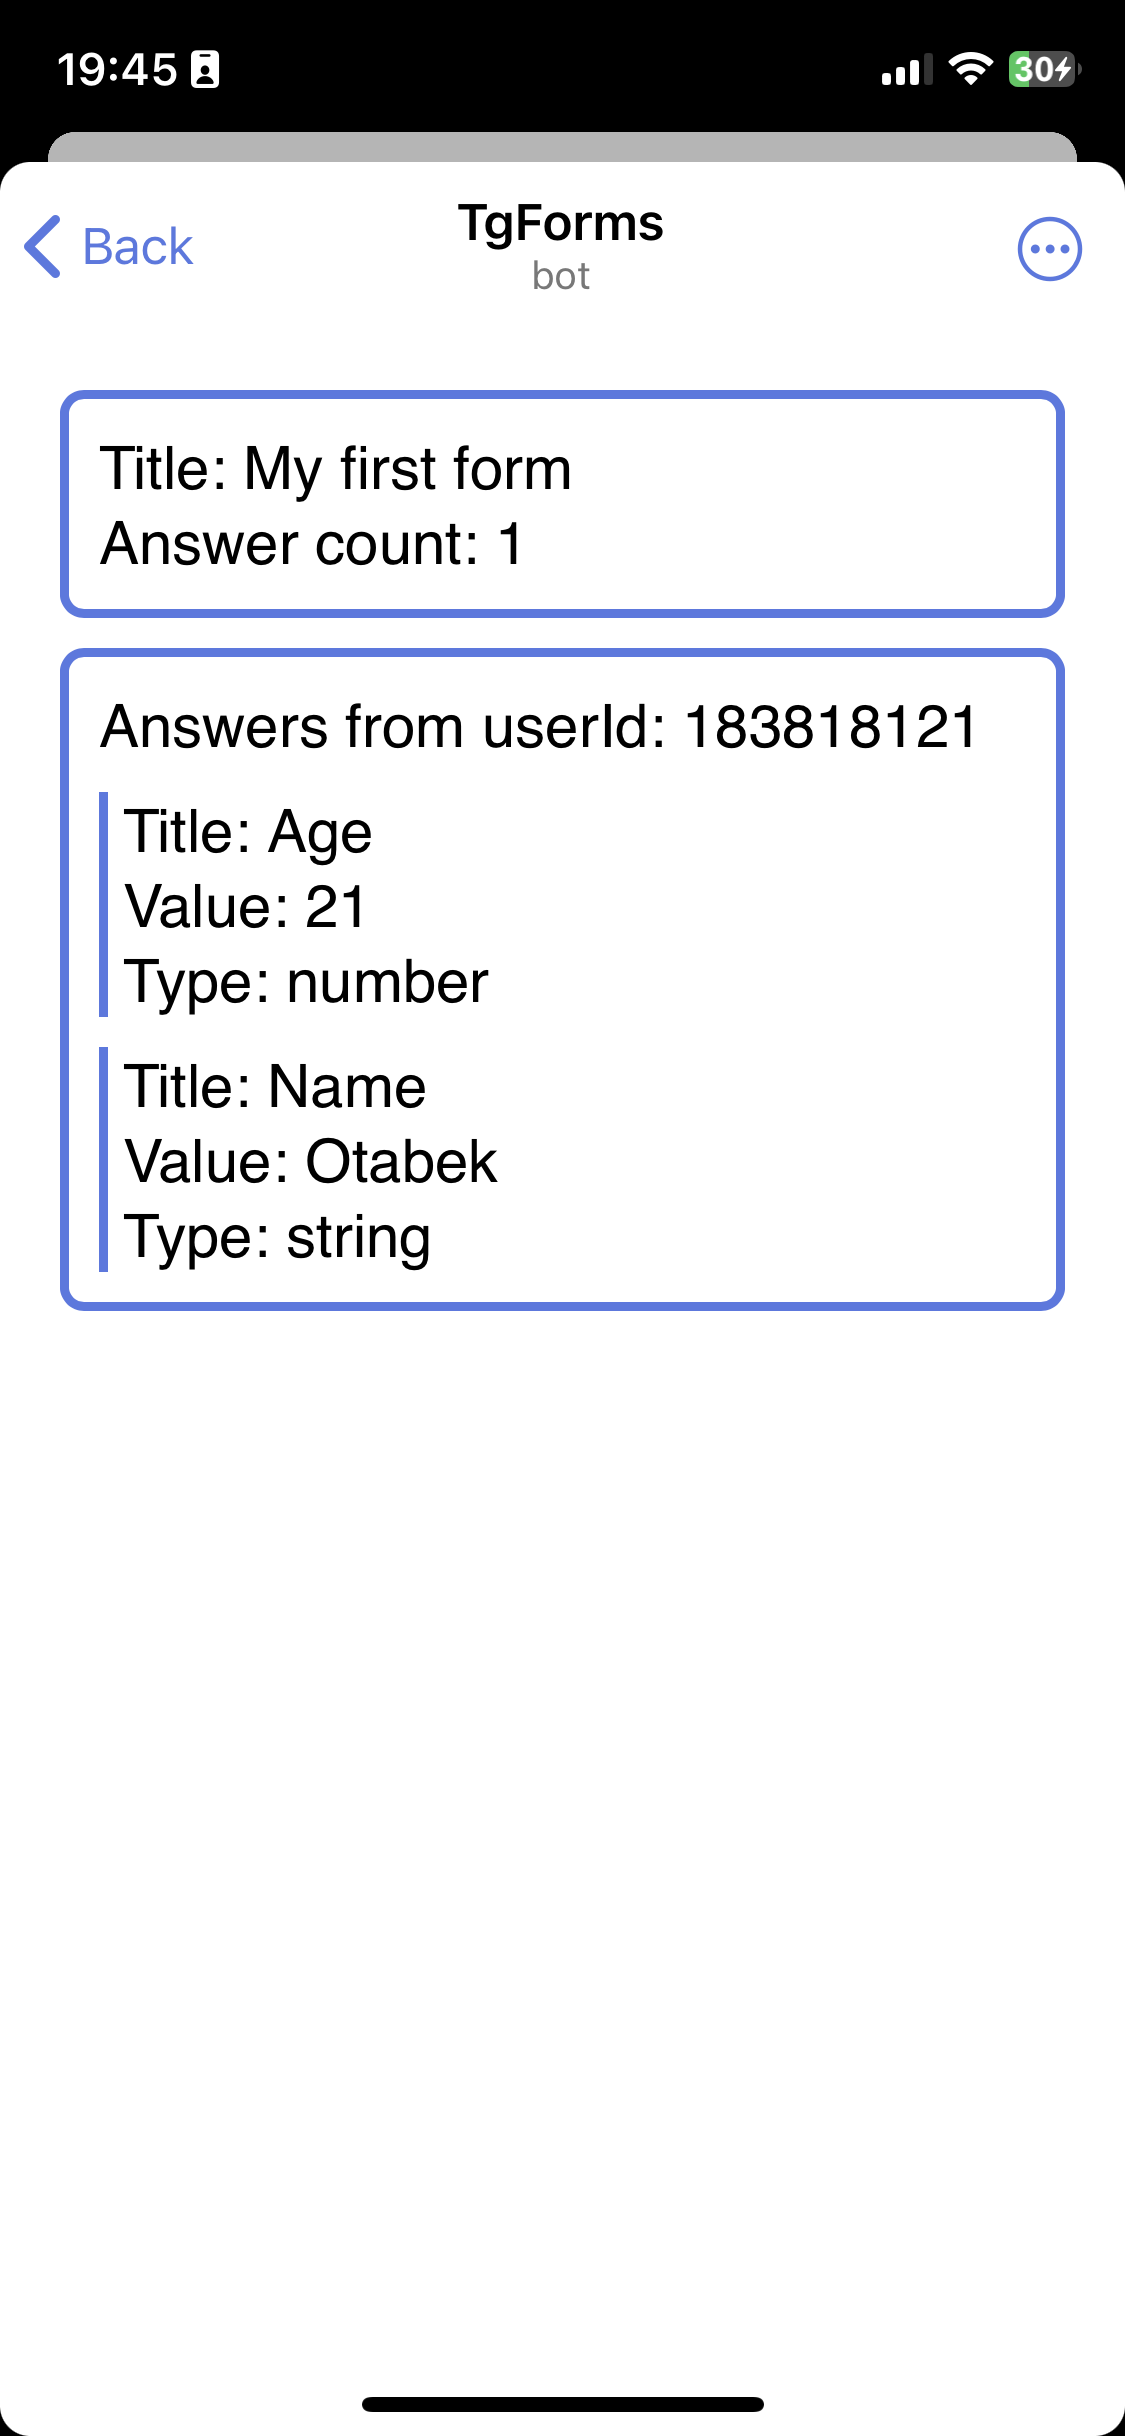 19:45
30
Back
TgForms
bot
Title: My first form
Answer count: 1
Answers from userId: 183818121
Title: Age
Value: 21
Type: number
Title: Name
Value: Otabek
Type: string